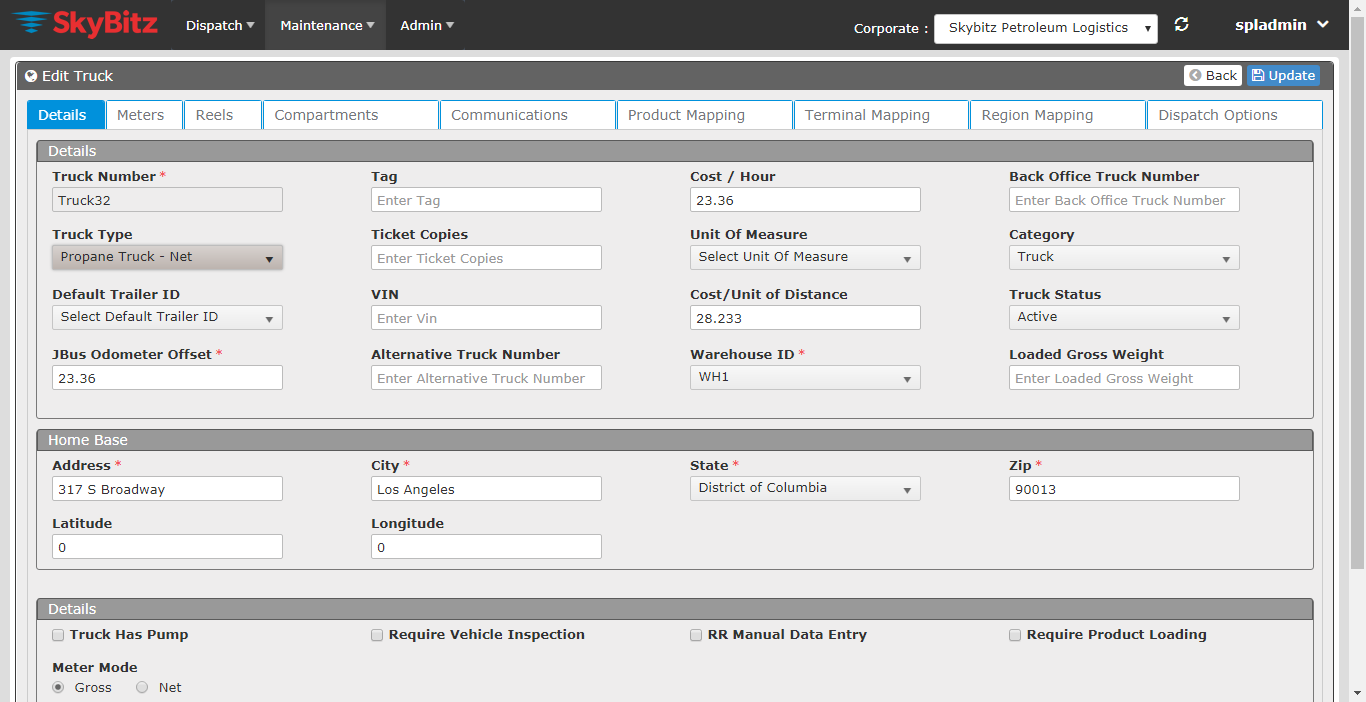 SkyBitz Dispatch Maintenance Admin Corporate : Skybitz Petroleum Logistics spladmin
Edit Truck Back Update
Details Meters Reels Compartments Communications Product Mapping Terminal Mapping Region Mapping Dispatch Options
Details
Truck Number * Tag Cost / Hour Back Office Truck Number
Truck32 Enter Tag 23.36 Enter Back Office Truck Number
Truck Type Ticket Copies Unit Of Measure Category
Propane Truck - Net Enter Ticket Copies Select Unit Of Measure Truck
Default Trailer ID VIN Cost/Unit of Distance Truck Status
Select Default Trailer ID Enter Vin 28.233 Active
JBus Odometer Offset * Alternative Truck Number Warehouse ID * Loaded Gross Weight
23.36 Enter Alternative Truck Number WH1 Enter Loaded Gross Weight
Home Base
Address * City * State * Zip *
317 S Broadway Los Angeles District of Columbia 90013
Latitude Longitude
0 0
Details
Truck Has Pump Require Vehicle Inspection RR Manual Data Entry Require Product Loading
Meter Mode
Gross Net